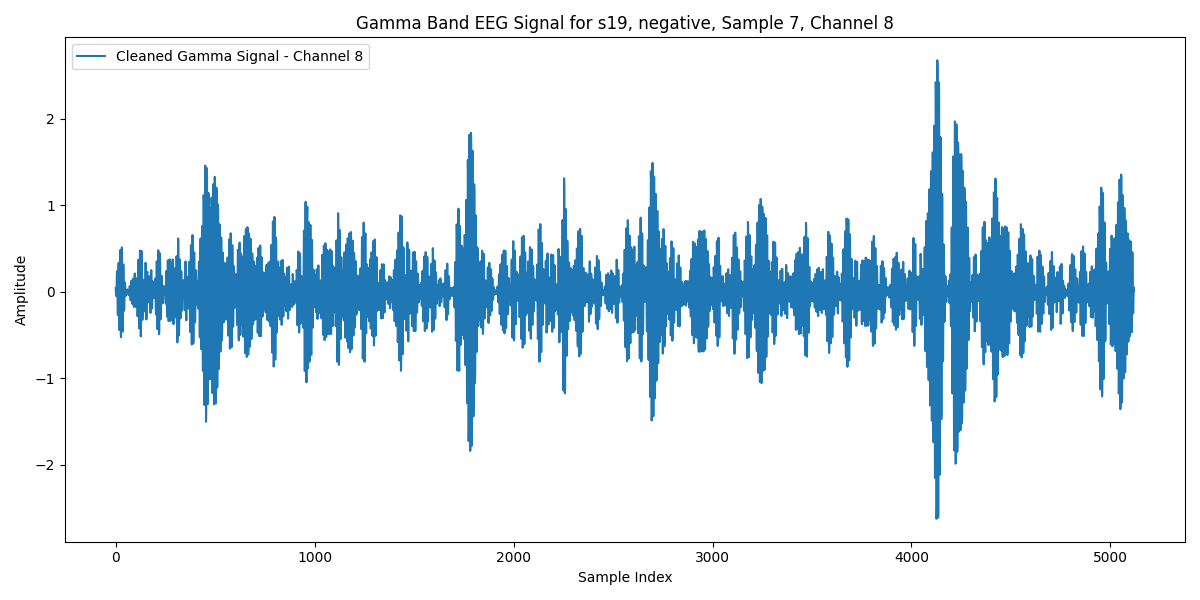 Gamma Band EEG Signal for s19, negative, Sample 7, Channel 8
Cleaned Gamma Signal - Channel 8
Amplitude
2
1
0
−1
−2
0 1000 2000 3000 4000 5000
Sample Index